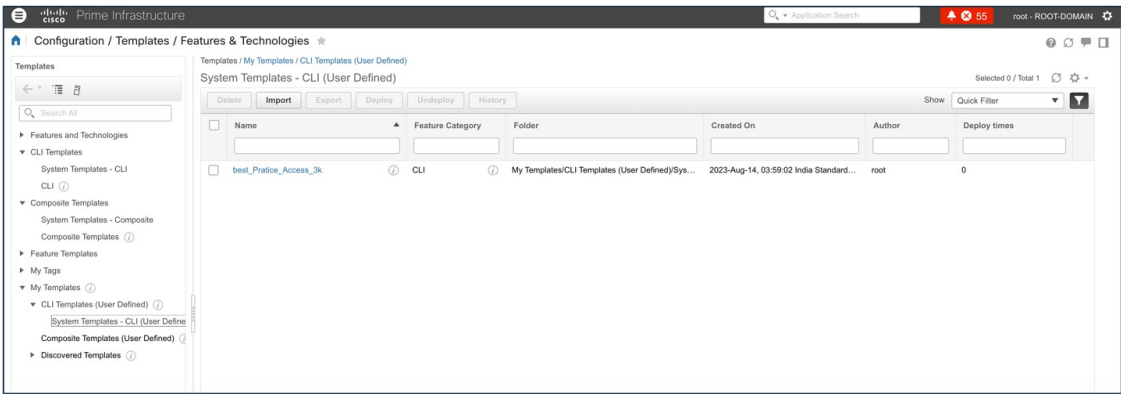 cisco Prime Infrastructure
Application Search
55
root - ROOT-DOMAIN
Configuration / Templates / Features & Technologies
Templates
Search All
Features and Technologies
CLI Templates
System Templates - CLI
CLI
Composite Templates
System Templates - Composite
Composite Templates
Feature Templates
My Tags
My Templates
CLI Templates (User Defined)
System Templates - CLI (User Define
Composite Templates (User Defined)
Discovered Templates
Templates / My Templates / CLI Templates (User Defined)
System Templates - CLI (User Defined)
Selected 0 / Total 1
Delete Import Export Deploy Undeploy History
Show Quick Filter
Name Feature Category Folder Created On Author Deploy times
best_Pratice_Access_3k CLI My Templates/CLI Templates (User Defined)/Sys... 2023-Aug-14, 03:59:02 India Standard... root 0